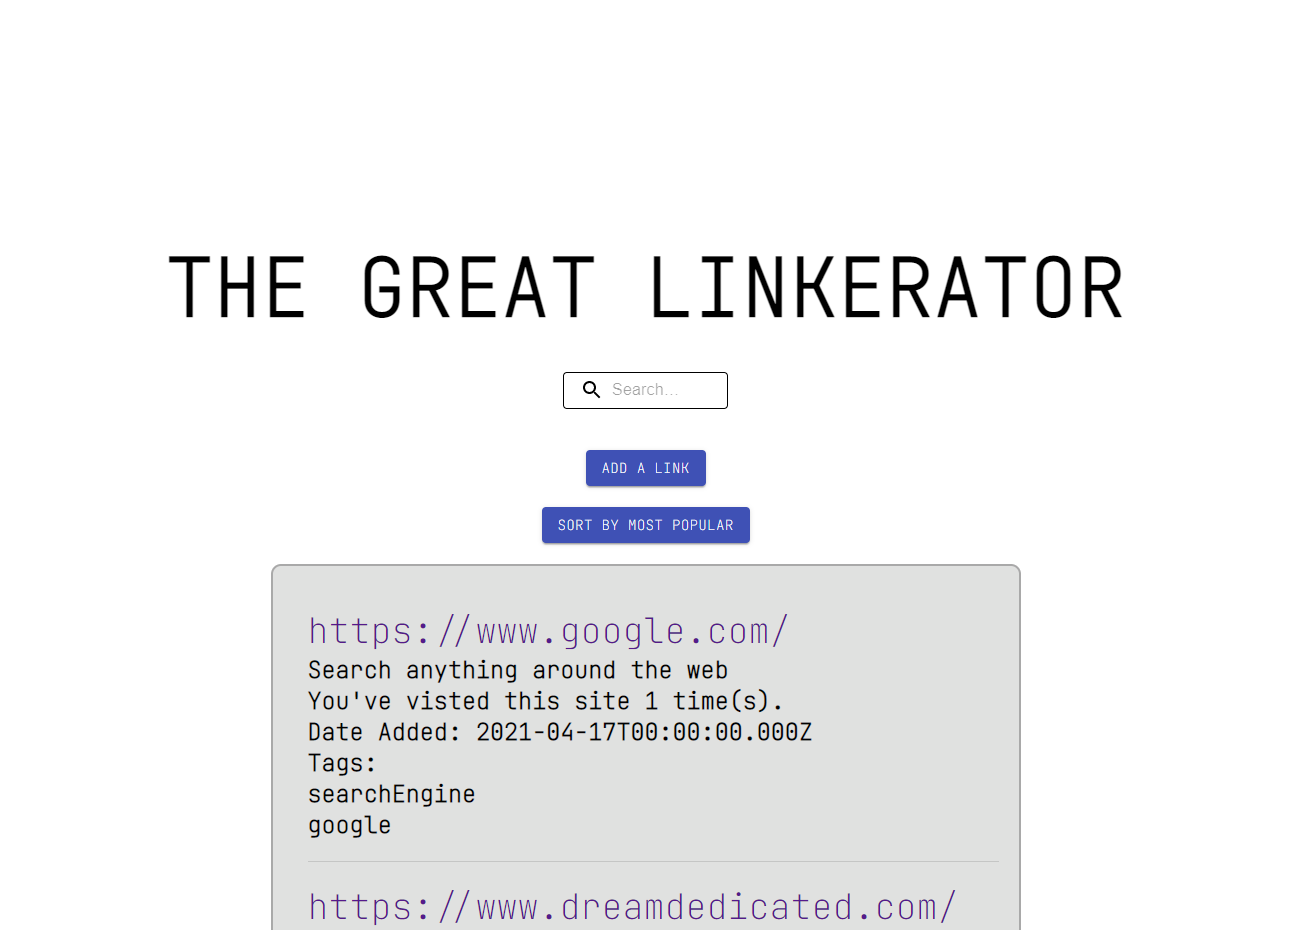 THE GREAT LINKERATOR
Search...
ADD A LINK
SORT BY MOST POPULAR
https://www.google.com/
Search anything around the web
You've visted this site 1 time(s).
Date Added: 2021-04-17T00:00:00.000Z
Tags:
searchEngine
google
https://www.dreamdedicated.com/